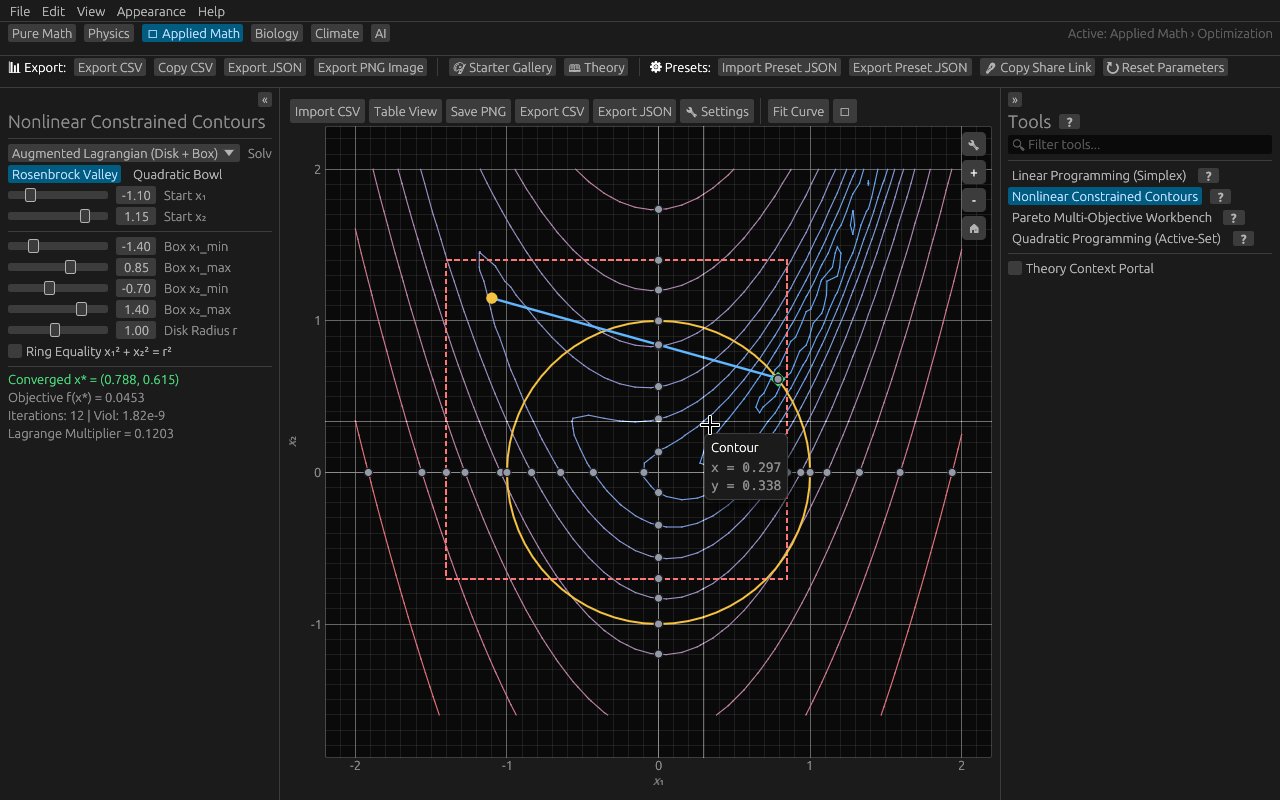 File Edit View Appearance Help
Pure Math Physics Applied Math Biology Climate AI Active: Applied Math › Optimization
Export: Export CSV Copy CSV Export JSON Export PNG Image Starter Gallery Theory Presets: Import Preset JSON Export Preset JSON Copy Share Link Reset Parameters
« Import CSV Table View Save PNG Export CSV Export JSON Settings Fit Curve »
Nonlinear Constrained Contours
Augmented Lagrangian (Disk + Box) Solv
Rosenbrock Valley Quadratic Bowl
-1.10 Start x₁
1.15 Start x₂
-1.40 Box x₁_min
0.85 Box x₁_max
-0.70 Box x₂_min
1.40 Box x₂_max
1.00 Disk Radius r
Ring Equality x₁² + x₂² = r²
Converged x* = (0.788, 0.615)
Objective f(x*) = 0.0453
Iterations: 12 | Viol: 1.82e-9
Lagrange Multiplier = 0.1203
+
-
2
1
0
-1
x₂
Contour
x = 0.297
y = 0.338
-2 -1 0 1 2
x₁
Tools ?
Filter tools...
Linear Programming (Simplex) ?
Nonlinear Constrained Contours ?
Pareto Multi-Objective Workbench ?
Quadratic Programming (Active-Set) ?
Theory Context Portal